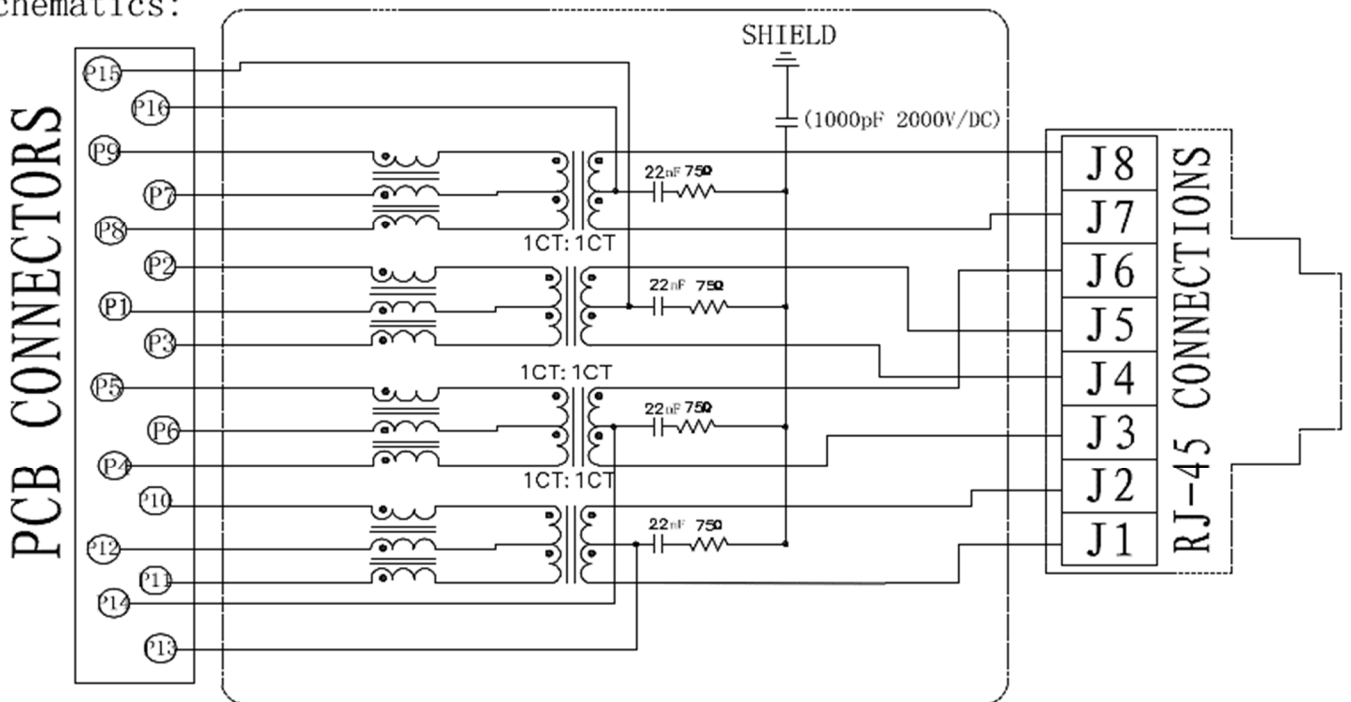 chematics:
SHIELD
(1000pF 2000V/DC)
PCB CONNECTORS
P15
P16
P9
P7
P8
P2
P1
P3
P5
P6
P4
P10
P12
P11
P14
P13
22nF 75Ω
1CT:1CT
22nF 75Ω
1CT:1CT
22nF 75Ω
1CT:1CT
22nF 75Ω
J8
J7
J6
J5
J4
J3
J2
J1
RJ-45 CONNECTIONS